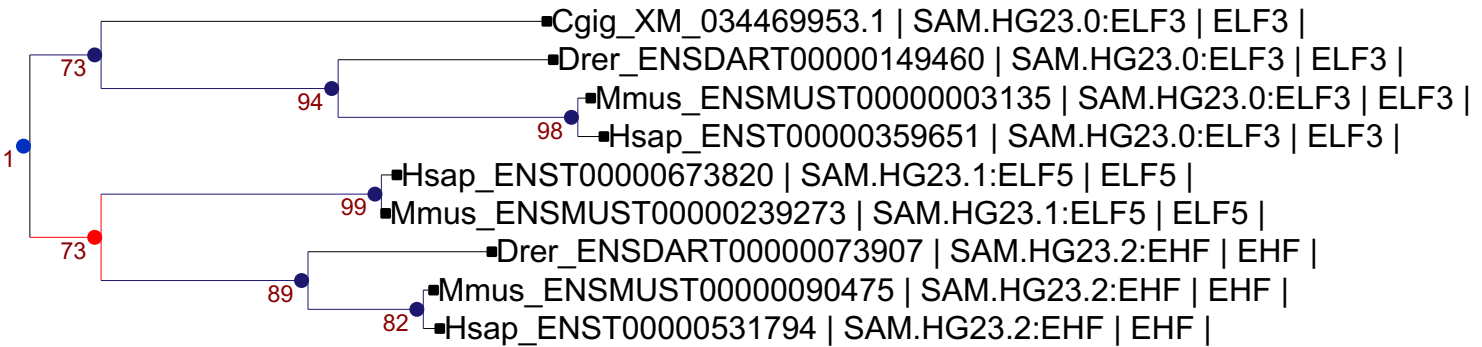 Cgig_XM_034469953.1 | SAM.HG23.0:ELF3 | ELF3 |
73
Drer_ENSDART00000149460 | SAM.HG23.0:ELF3 | ELF3 |
94
Mmus_ENSMUST00000003135 | SAM.HG23.0:ELF3 | ELF3 |
98
Hsap_ENST00000359651 | SAM.HG23.0:ELF3 | ELF3 |
1
Hsap_ENST00000673820 | SAM.HG23.1:ELF5 | ELF5 |
99
Mmus_ENSMUST00000239273 | SAM.HG23.1:ELF5 | ELF5 |
73
Drer_ENSDART00000073907 | SAM.HG23.2:EHF | EHF |
89
Mmus_ENSMUST00000090475 | SAM.HG23.2:EHF | EHF |
82
Hsap_ENST00000531794 | SAM.HG23.2:EHF | EHF |